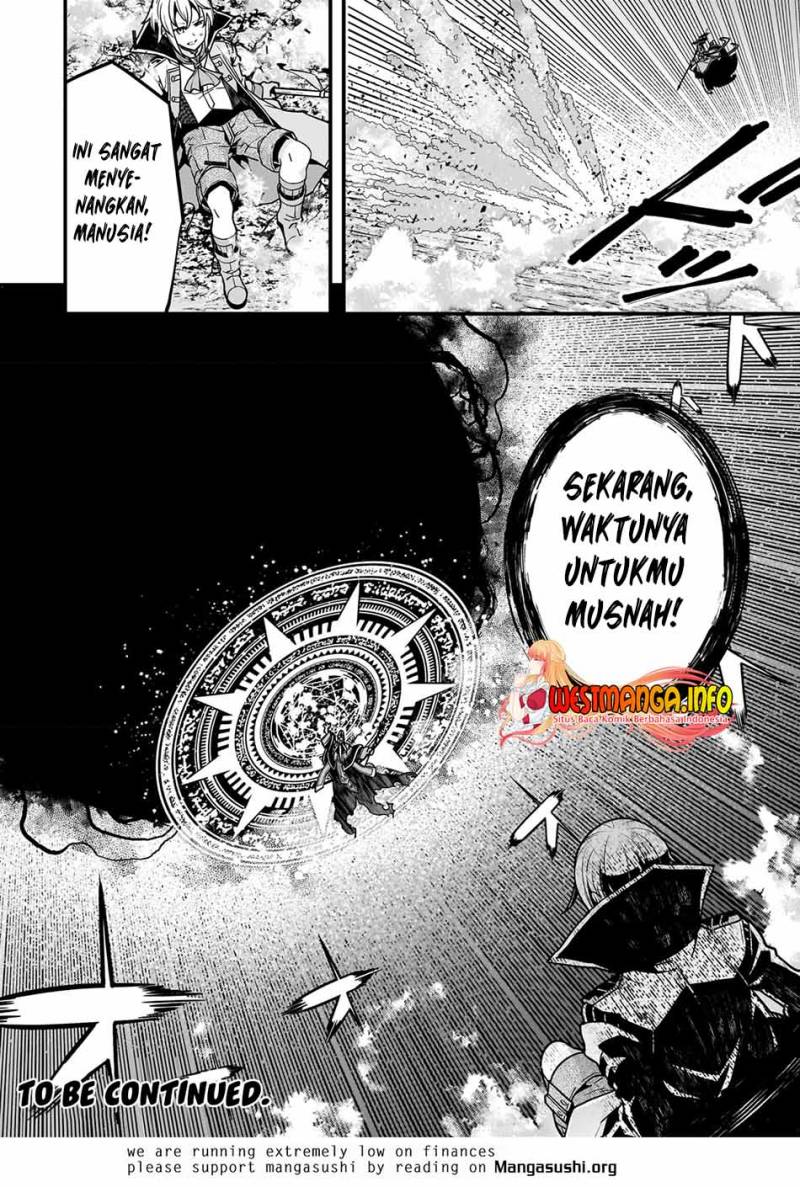 INI SANGAT
MENYE-
NANGKAN,
MANUSIA!
SEKARANG,
WAKTUNYA
UNTUKMU
MUSNAH!
WESTMANGA.INFO
Situs Baca Komik Berbahasa Indonesia
TO BE CONTINUED.
we are running extremely low on finances
please support mangasushi by reading on Mangasushi.org